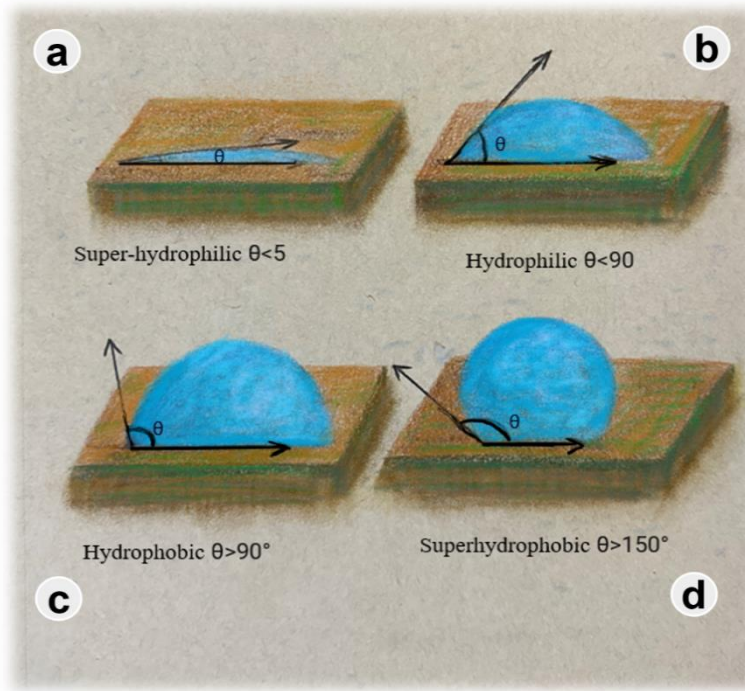 a
b
θ
θ
Super-hydrophilic θ<5
Hydrophilic θ<90
θ
θ
Hydrophobic θ>90°
Superhydrophobic θ>150°
c
d